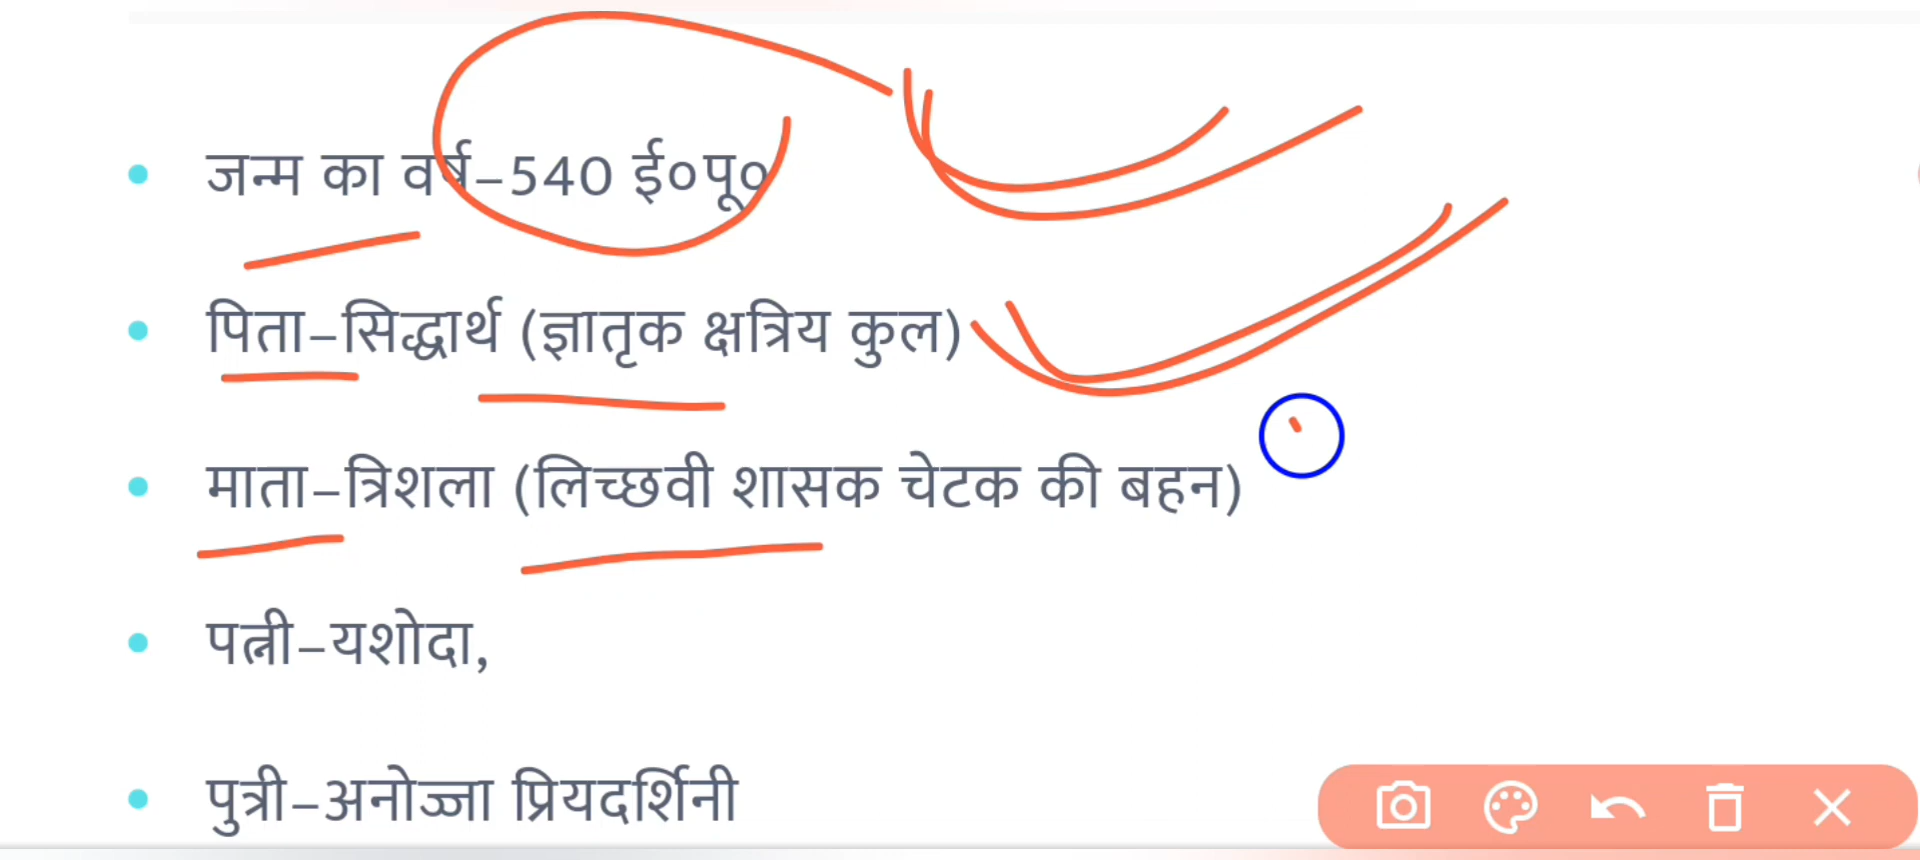 जन्म का वर्ष–540 ई०पू०
पिता–सिद्धार्थ (ज्ञातृक क्षत्रिय कुल)
माता–त्रिशला (लिच्छवी शासक चेटक की बहन)
पत्नी–यशोदा,
पुत्री–अनोज्जा प्रियदर्शिनी